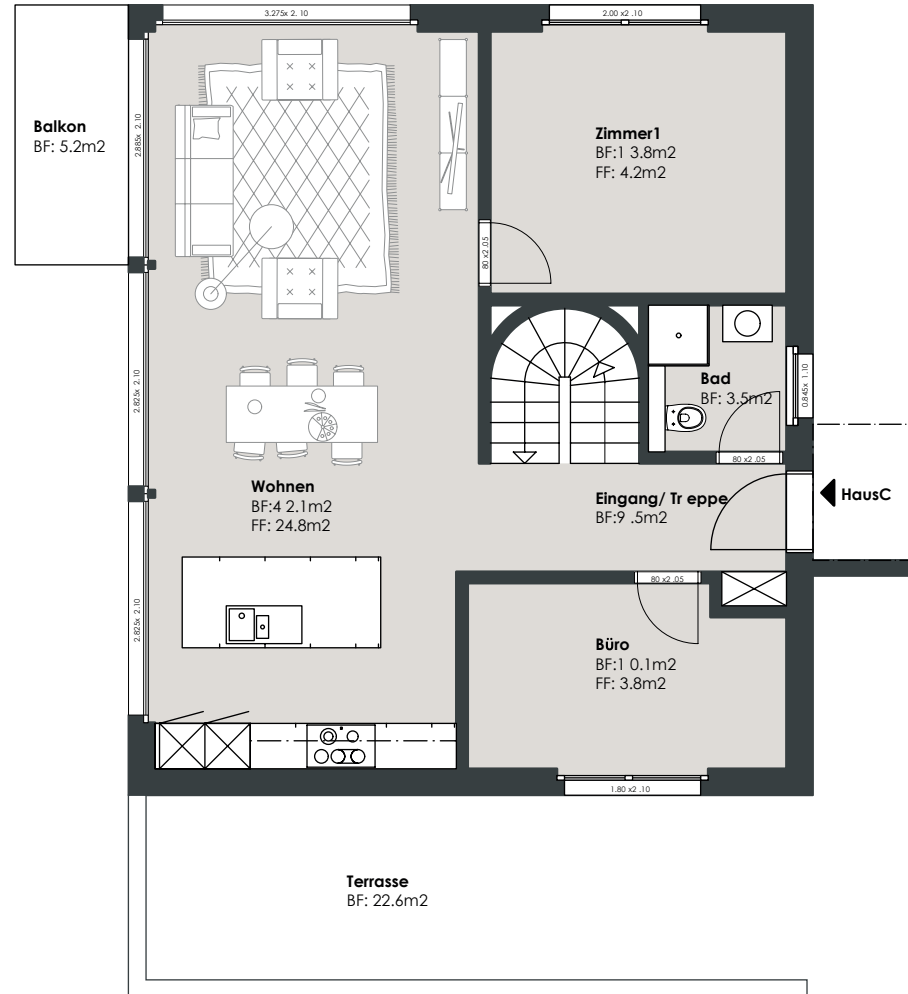 3.275x 2.10
2.00 x2 .10
Balkon
BF: 5.2m2
2.885x 2.10
Zimmer1
BF:1 3.8m2
FF: 4.2m2
80 x2.05
2.825x 2.10
Bad
BF: 3.5m2
0.845x 1.10
80 x2 .05
Wohnen
BF:4 2.1m2
FF: 24.8m2
Eingang/ Tr eppe
BF:9 .5m2
HausC
80 x2 .05
2.825x 2.10
Büro
BF:1 0.1m2
FF: 3.8m2
1.80 x2 .10
Terrasse
BF: 22.6m2